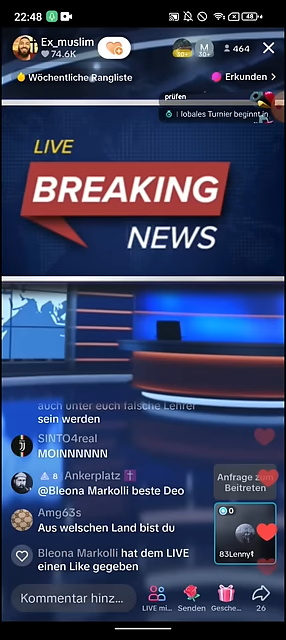 22:48
48
Ex_muslim
74.6K
30+
M
30+
464
Wöchentliche Rangliste
Erkunden >
prüfen
lobales Turnier beginnt in
LIVE
BREAKING
NEWS
auch unter euch falsche Lehrer
sein werden
SINTO4real
MOINNNNNN
8 Ankerplatz
@Bleona Markolli beste Deo
Anfrage zum
Beitreten
Amg63s
Aus welschen Land bist du
0
83Lenny
Bleona Markolli hat dem LIVE
einen Like gegeben
Kommentar hinz...
LIVE mi...
Senden
Gesche...
26